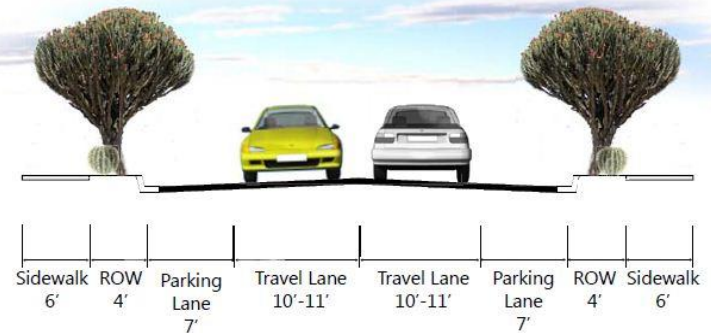 Sidewalk ROW Parking Travel Lane Travel Lane Parking ROW Sidewalk
6' 4' Lane 10'-11' 10'-11' Lane 4' 6'
7' 7'